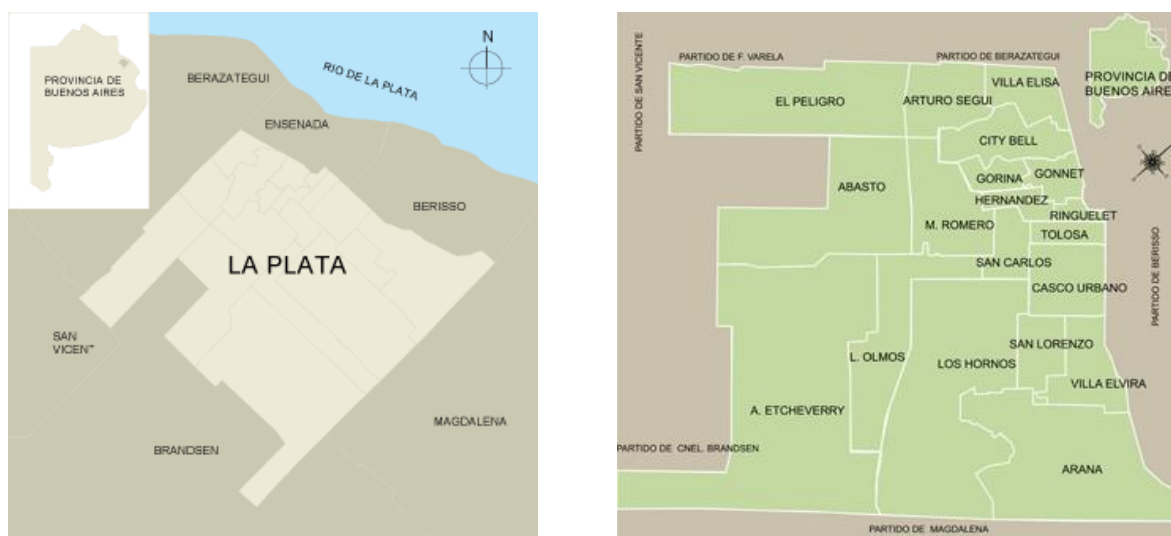 N
PROVINCIA DE
BUENOS AIRES
BERAZATEGUI
RIO DE LA PLATA
ENSENADA
BERISSO
LA PLATA
SAN
VICEN
MAGDALENA
BRANDSEN
PARTIDO DE SAN VICENTE
PARTIDO DE F. VARELA
PARTIDO DE BERAZATEGUI
PROVINCIA DE
BUENOS AIRES
VILLA ELISA
EL PELIGRO
ARTURO SEGUI
CITY BELL
GONNET
GORINA
ABASTO
HERNANDEZ
RINGUELET
M. ROMERO
TOLOSA
SAN CARLOS
CASCO URBANO
PARTIDO DE BERISSO
SAN LORENZO
L. OLMOS
LOS HORNOS
VILLA ELVIRA
A. ETCHEVERRY
PARTIDO DE CNEL. BRANDSEN
ARANA
PARTIDO DE MAGDALENA